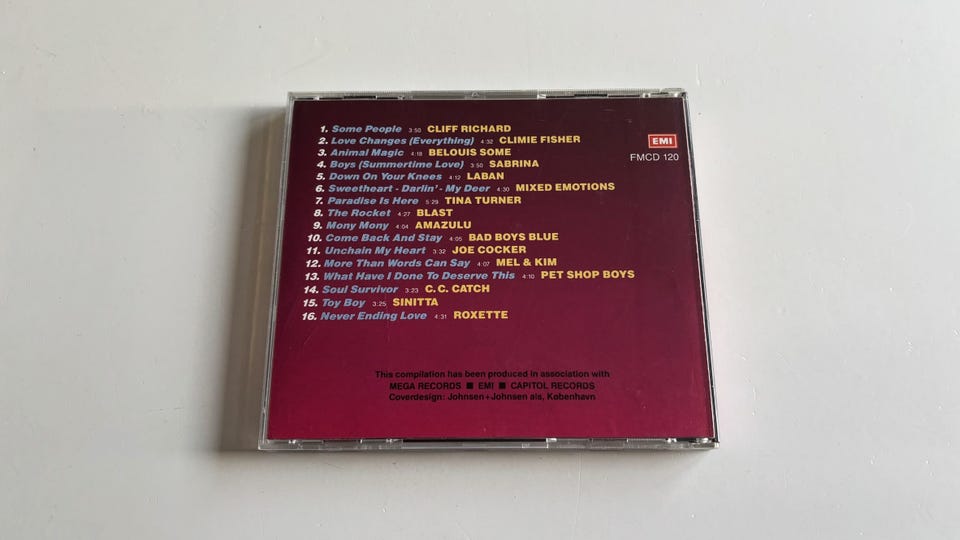 1. Some People 3:50 CLIFF RICHARD
2. Love Changes (Everything) 4:32 CLIMIE FISHER
3. Animal Magic 4:18 BELOUIS SOME
4. Boys (Summertime Love) 3:50 SABRINA
5. Down On Your Knees 4:12 LABAN
6. Sweetheart - Darlin' - My Deer 4:30 MIXED EMOTIONS
7. Paradise Is Here 5:29 TINA TURNER
8. The Rocket 4:27 BLAST
9. Mony Mony 4:04 AMAZULU
10. Come Back And Stay 4:05 BAD BOYS BLUE
11. Unchain My Heart 3:32 JOE COCKER
12. More Than Words Can Say 4:07 MEL & KIM
13. What Have I Done To Deserve This 4:10 PET SHOP BOYS
14. Soul Survivor 3:23 C.C. CATCH
15. Toy Boy 3:25 SINITTA
16. Never Ending Love 4:31 ROXETTE
EMI
FMCD 120
This compilation has been produced in association with
MEGA RECORDS ■ EMI ■ CAPITOL RECORDS
Coverdesign: Johnsen+Johnsen als, København